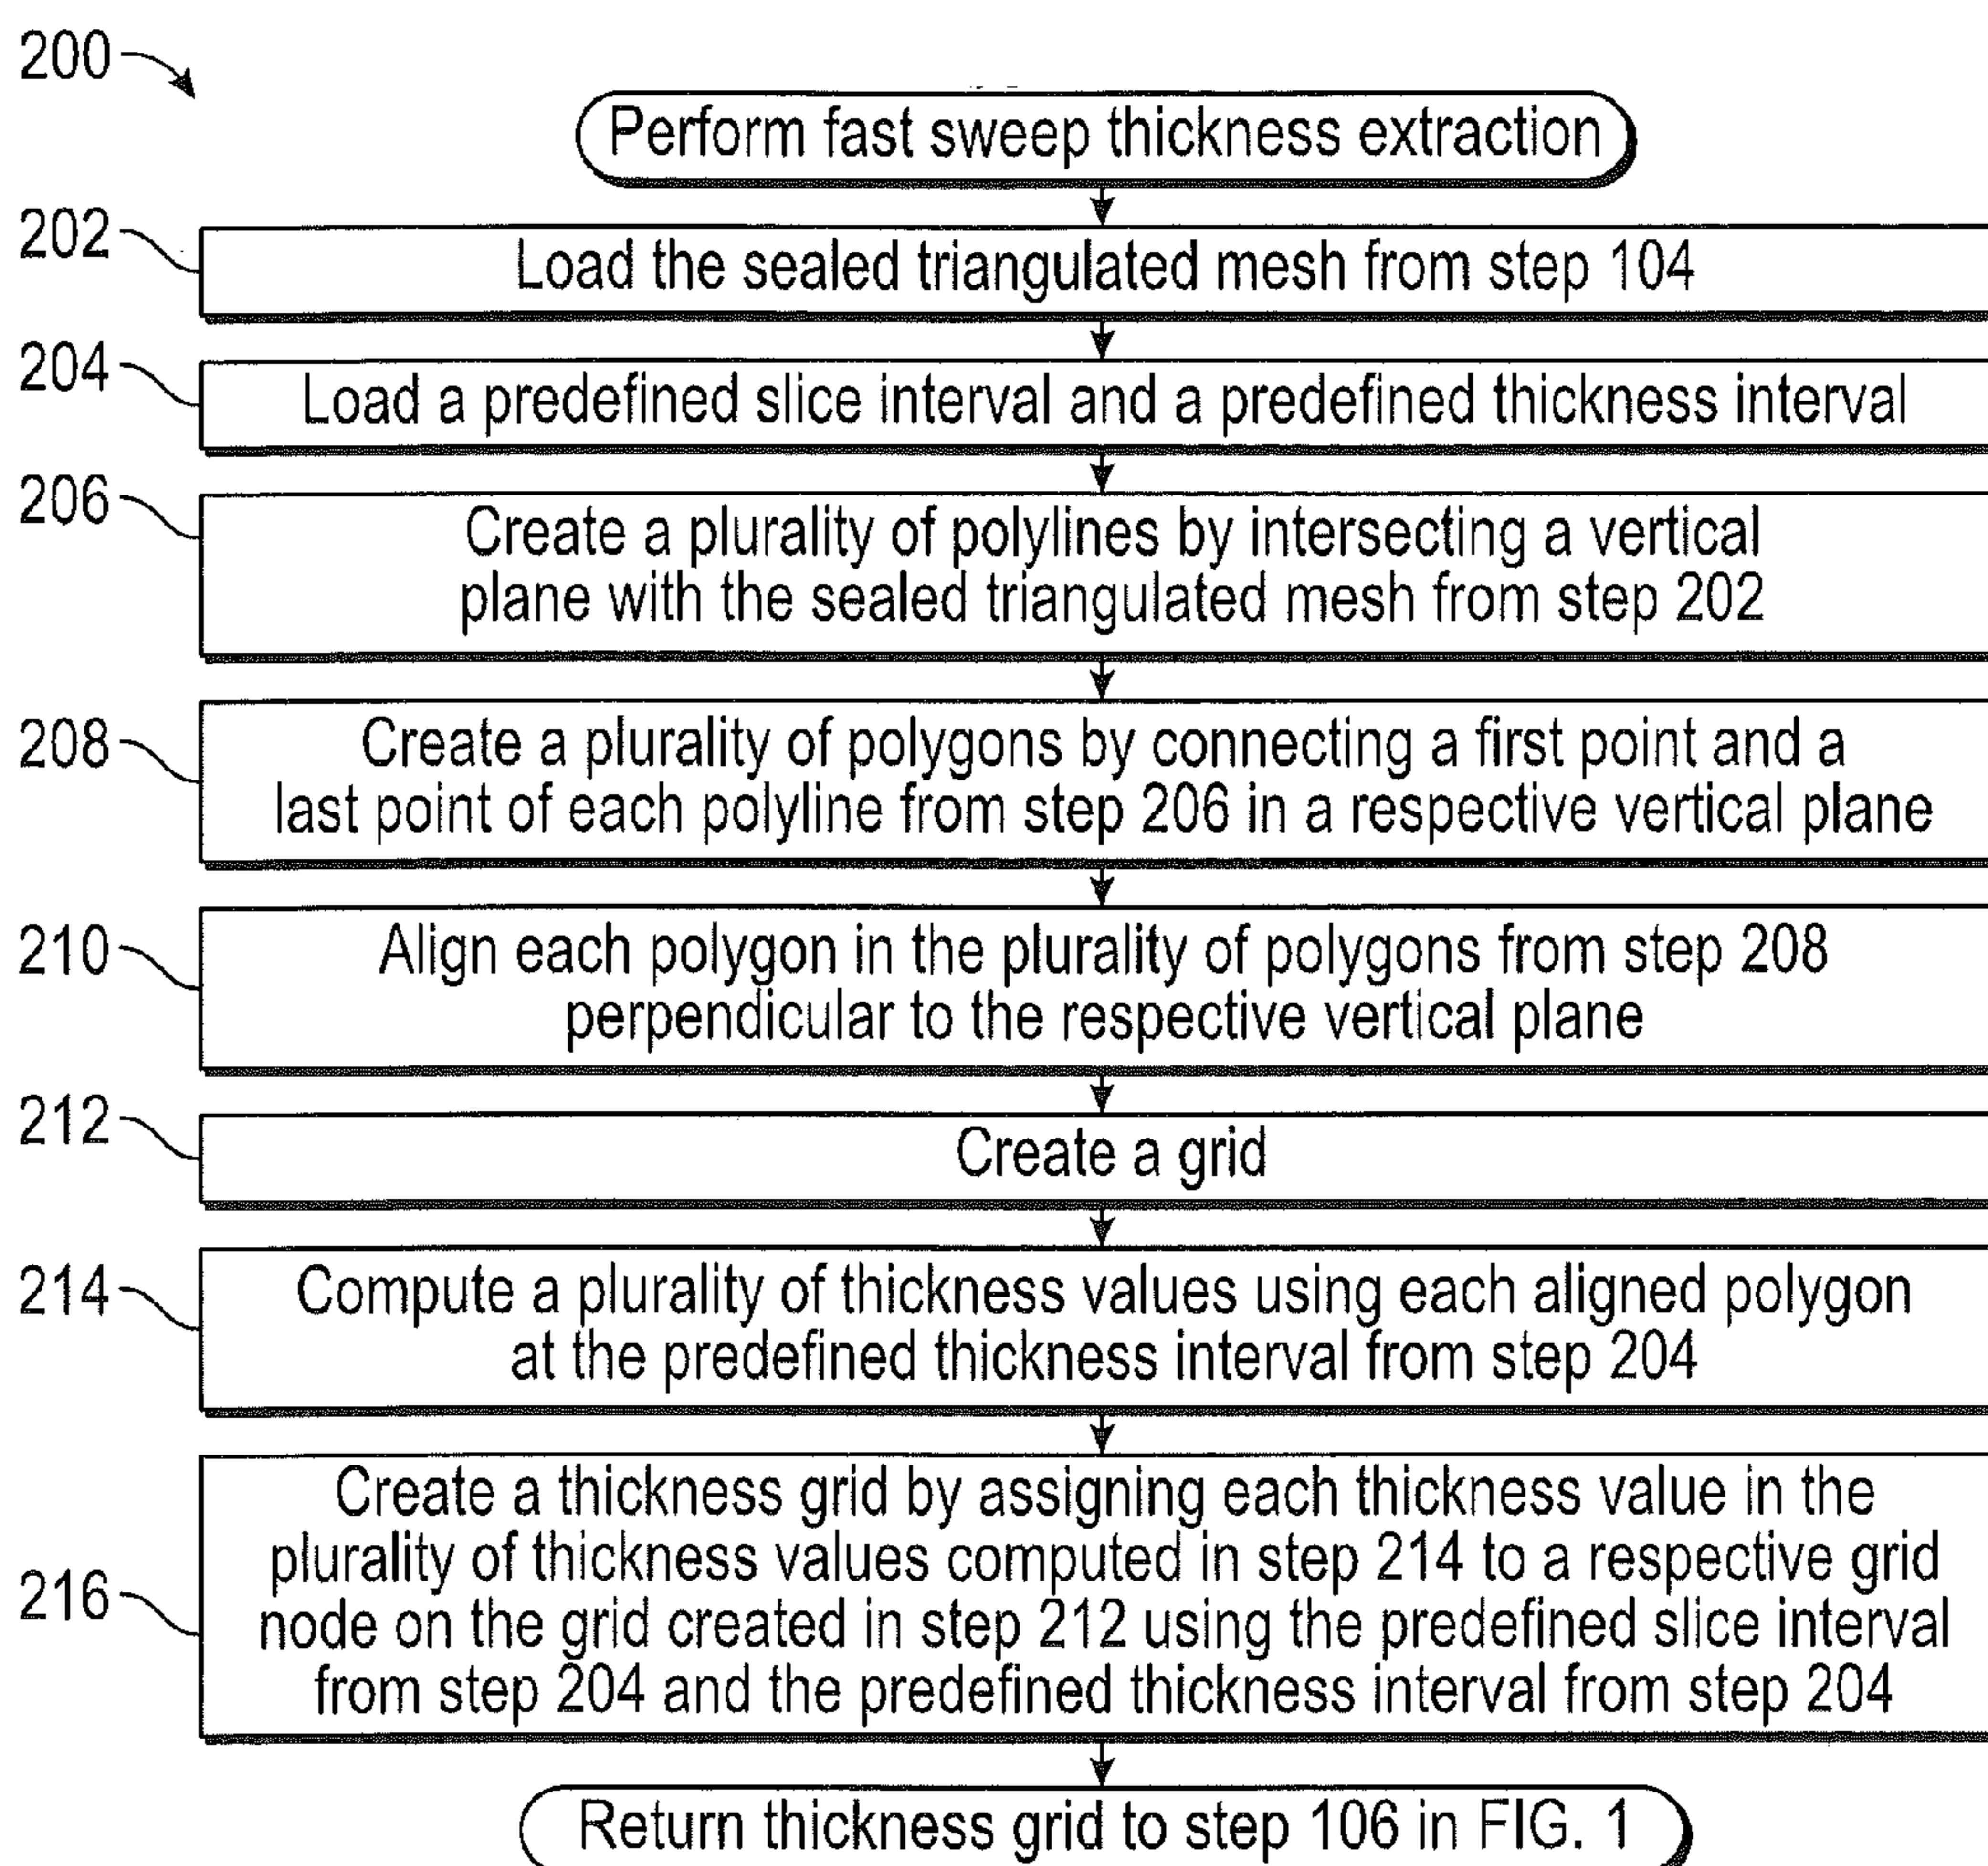 200
Perform fast sweep thickness extraction
202
Load the sealed triangulated mesh from step 104
204
Load a predefined slice interval and a predefined thickness interval
206
Create a plurality of polylines by intersecting a vertical
plane with the sealed triangulated mesh from step 202
208
Create a plurality of polygons by connecting a first point and a
last point of each polyline from step 206 in a respective vertical plane
210
Align each polygon in the plurality of polygons from step 208
perpendicular to the respective vertical plane
212
Create a grid
214
Compute a plurality of thickness values using each aligned polygon
at the predefined thickness interval from step 204
216
Create a thickness grid by assigning each thickness value in the
plurality of thickness values computed in step 214 to a respective grid
node on the grid created in step 212 using the predefined slice interval
from step 204 and the predefined thickness interval from step 204
Return thickness grid to step 106 in FIG. 1